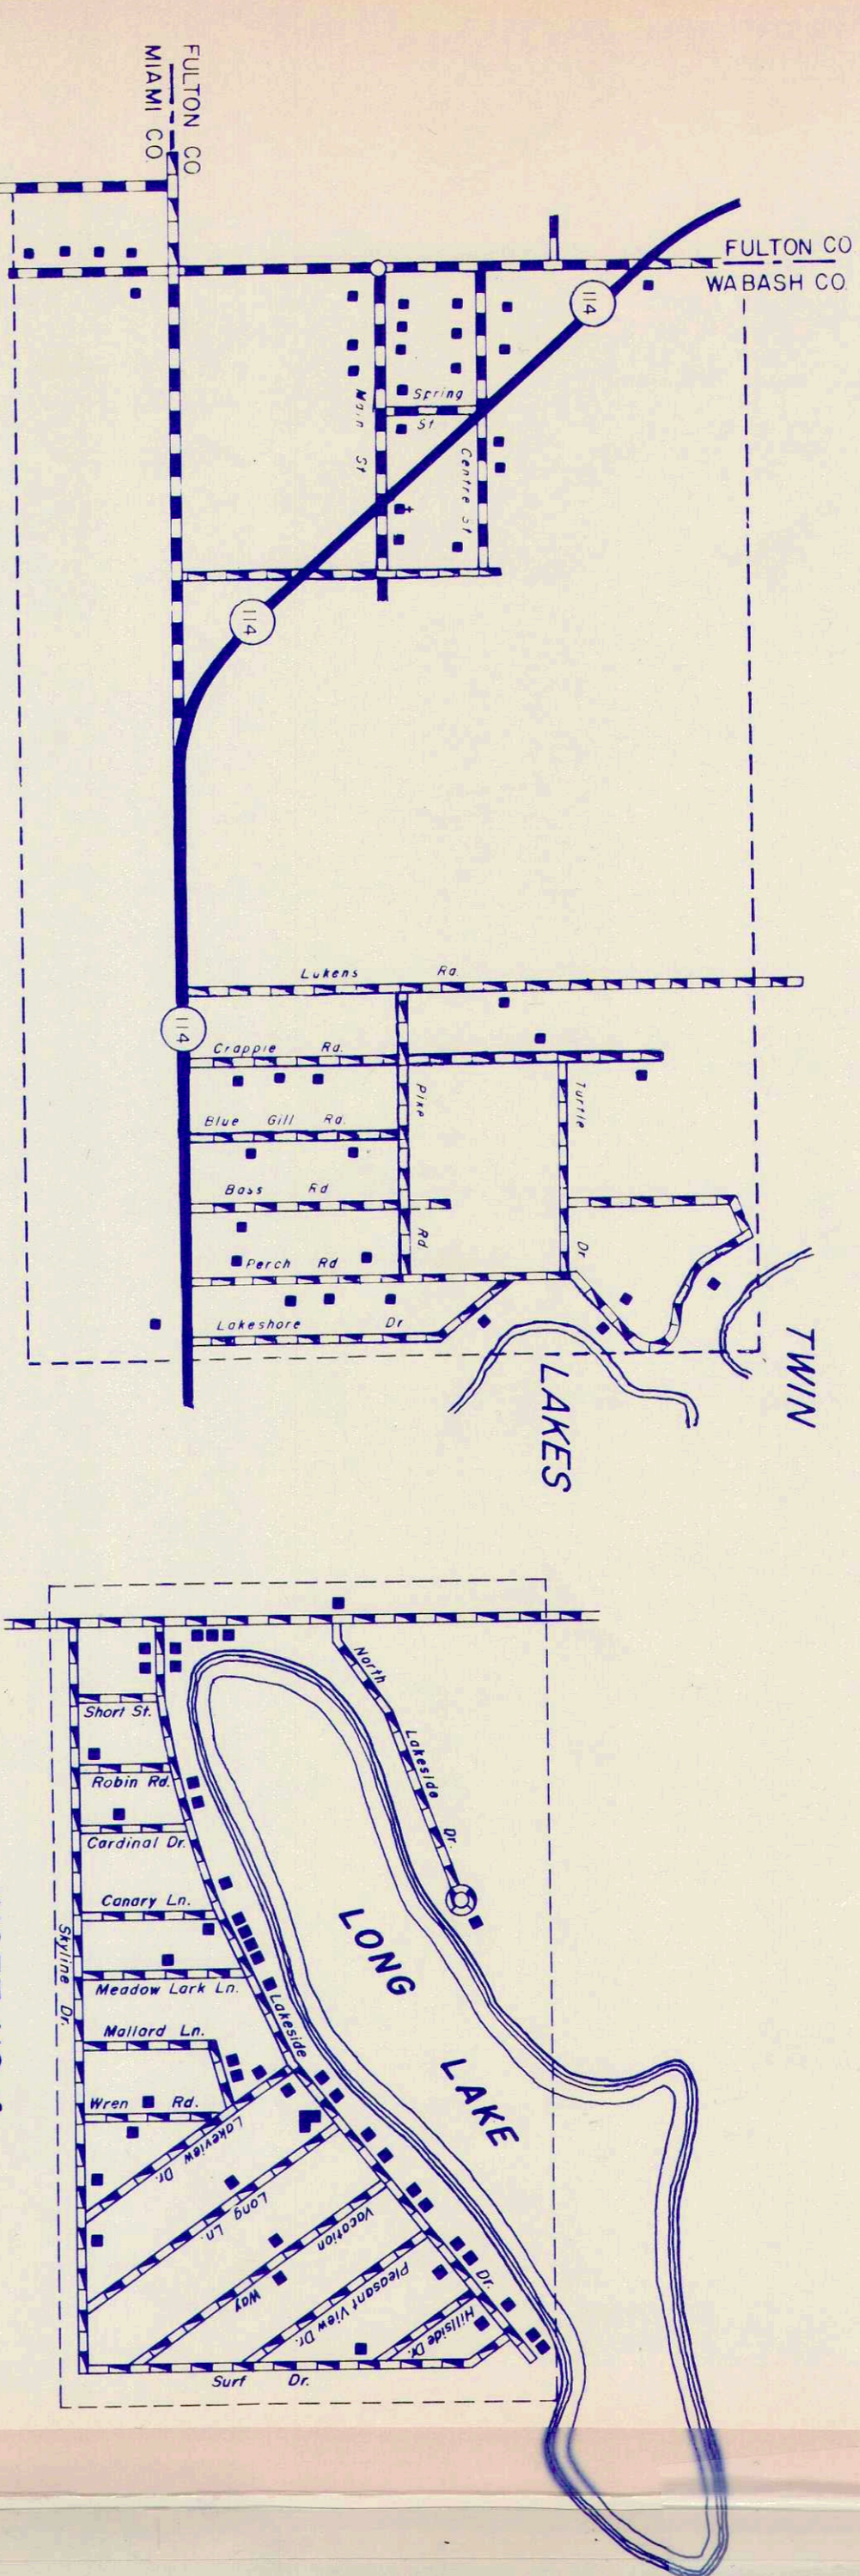 FULTON CO
MIAMI CO.
FULTON CO
WABASH CO.
114
Spring St
Main St
Centre St
114
Lukens Rd.
114
Crappie Rd.
Pike Rd
Turtle Dr
Blue Gill Rd.
Bass Rd
Perch Rd
Lakeshore Dr
TWIN
LAKES
North Lakeside Dr.
Short St.
Robin Rd.
Cardinal Dr.
Canary Ln.
Skyline Dr.
Meadow Lark Ln.
Lakeside Dr.
Mallard Ln.
LONG
LAKE
Wren Rd.
Lakeview Dr.
Long Ln.
Vacation Way
Pleasant View Dr.
Hillside Dr.
Surf Dr.